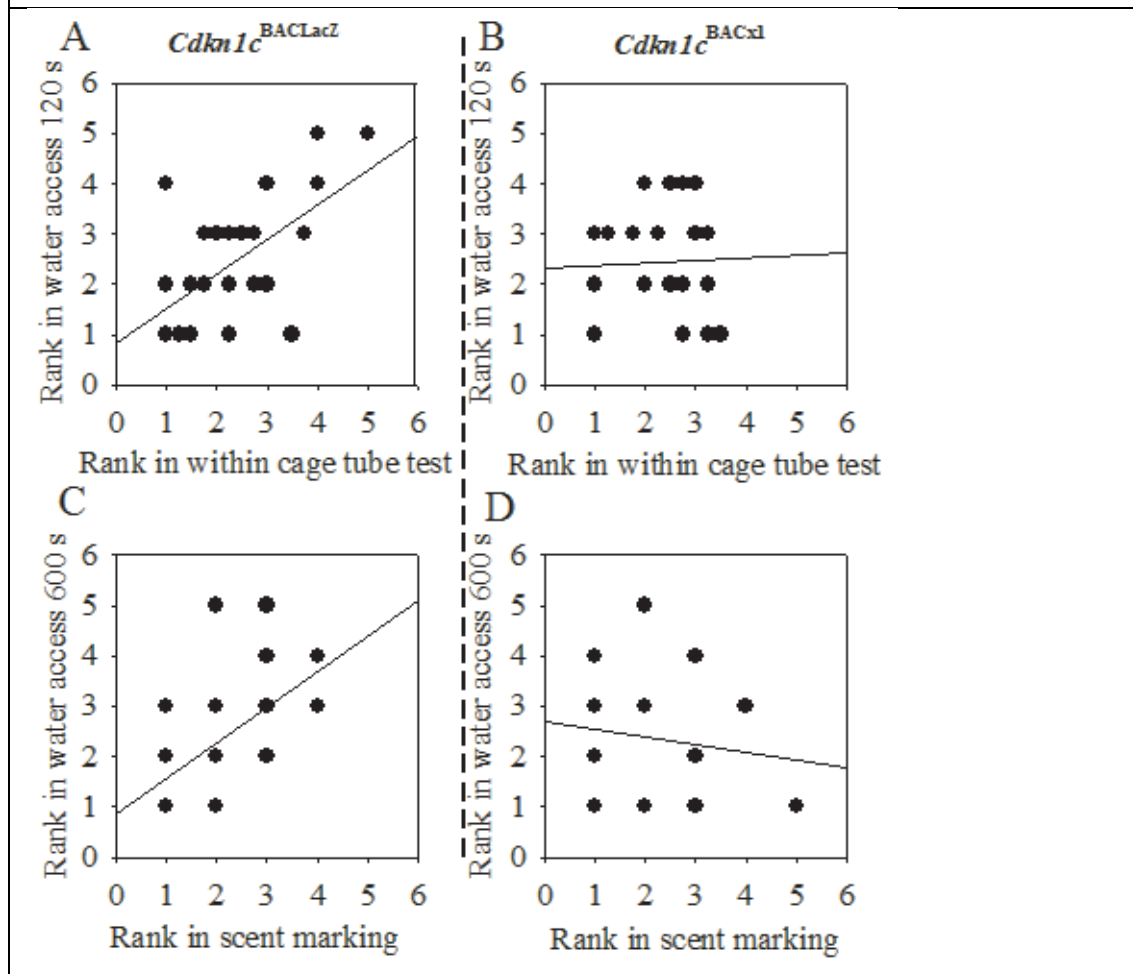 A
Cdkn1c^BACLacZ
Rank in water access 120 s
6
5
4
3
2
1
0
0 1 2 3 4 5 6
Rank in within cage tube test
B
Cdkn1c^BACx1
Rank in water access 120 s
6
5
4
3
2
1
0
0 1 2 3 4 5 6
Rank in within cage tube test
C
Rank in water access 600 s
6
5
4
3
2
1
0
0 1 2 3 4 5 6
Rank in scent marking
D
Rank in water access 600 s
6
5
4
3
2
1
0
0 1 2 3 4 5 6
Rank in scent marking